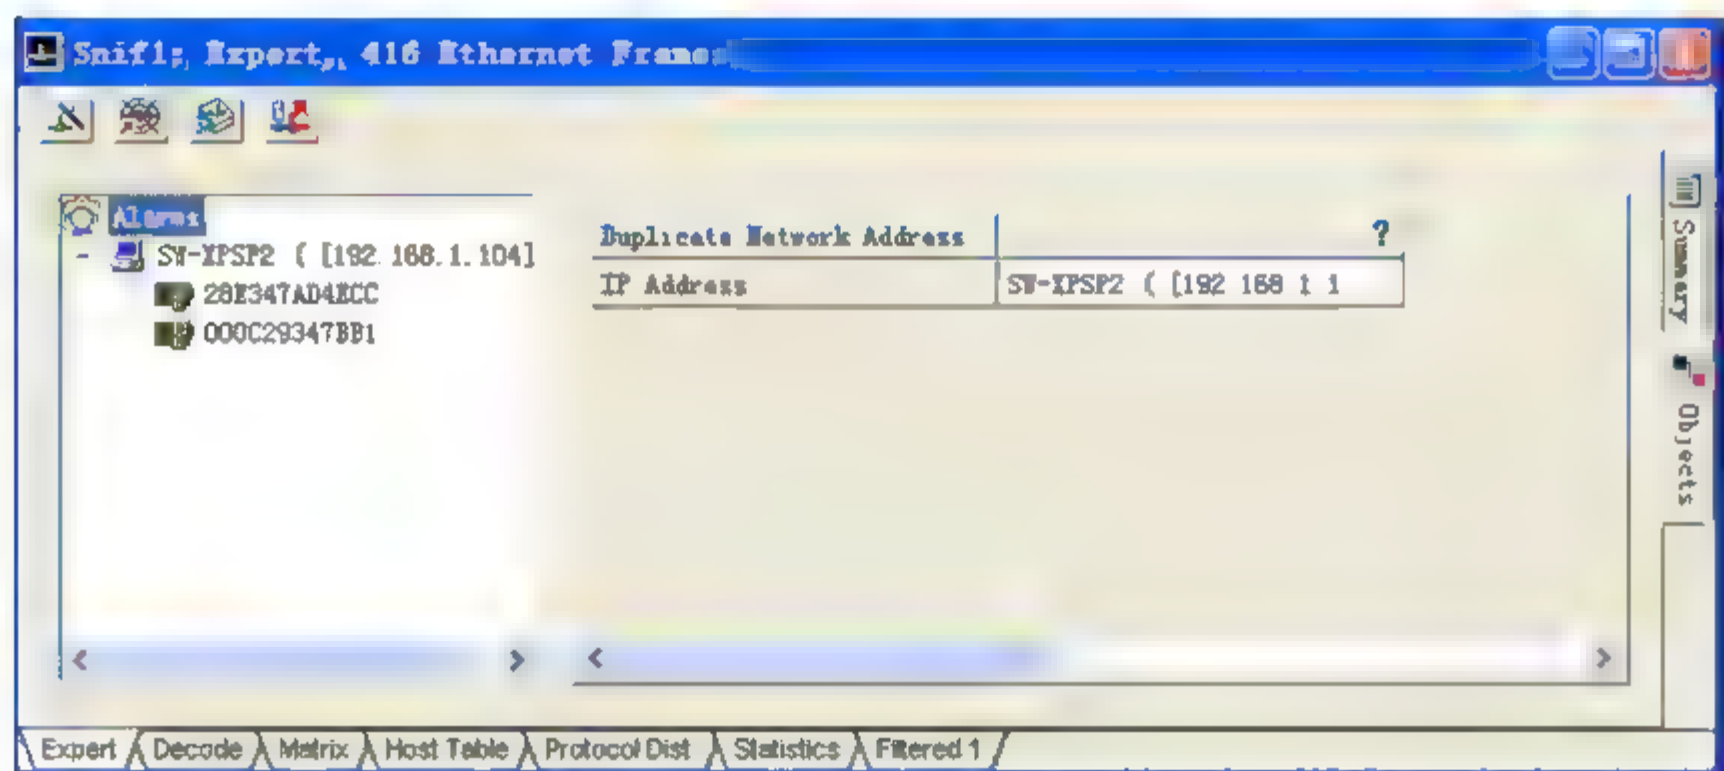 Snif1: Expert, 416 Ethernet Frames
Alarms
SW-XPSP2 ( [192.168.1.104]
28E347AD4ECC
000C29347BB1
Duplicate Network Address ?
IP Address SW-XPSP2 ( [192 168 1 1
Summary
Objects
Expert Decode Matrix Host Table Protocol Dist Statistics Filtered 1